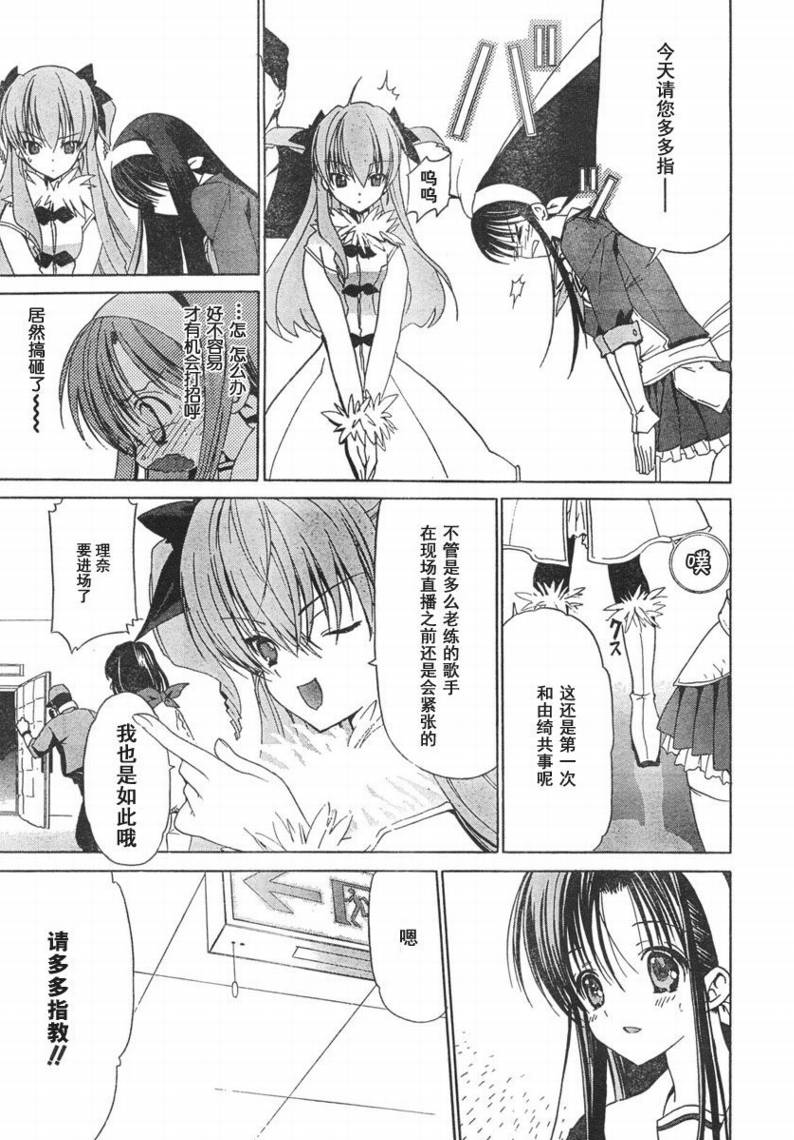 今天请您多多指——
呜呜
…怎 怎么办
好不容易
才有机会打招呼
居然搞砸了～～～
噗
クス
这还是第一次
和由绮共事呢
不管是多么老练的歌手
在现场直播之前还是会紧张的
我也是如此哦
理奈
要进场了
嗯
请多多指教!!